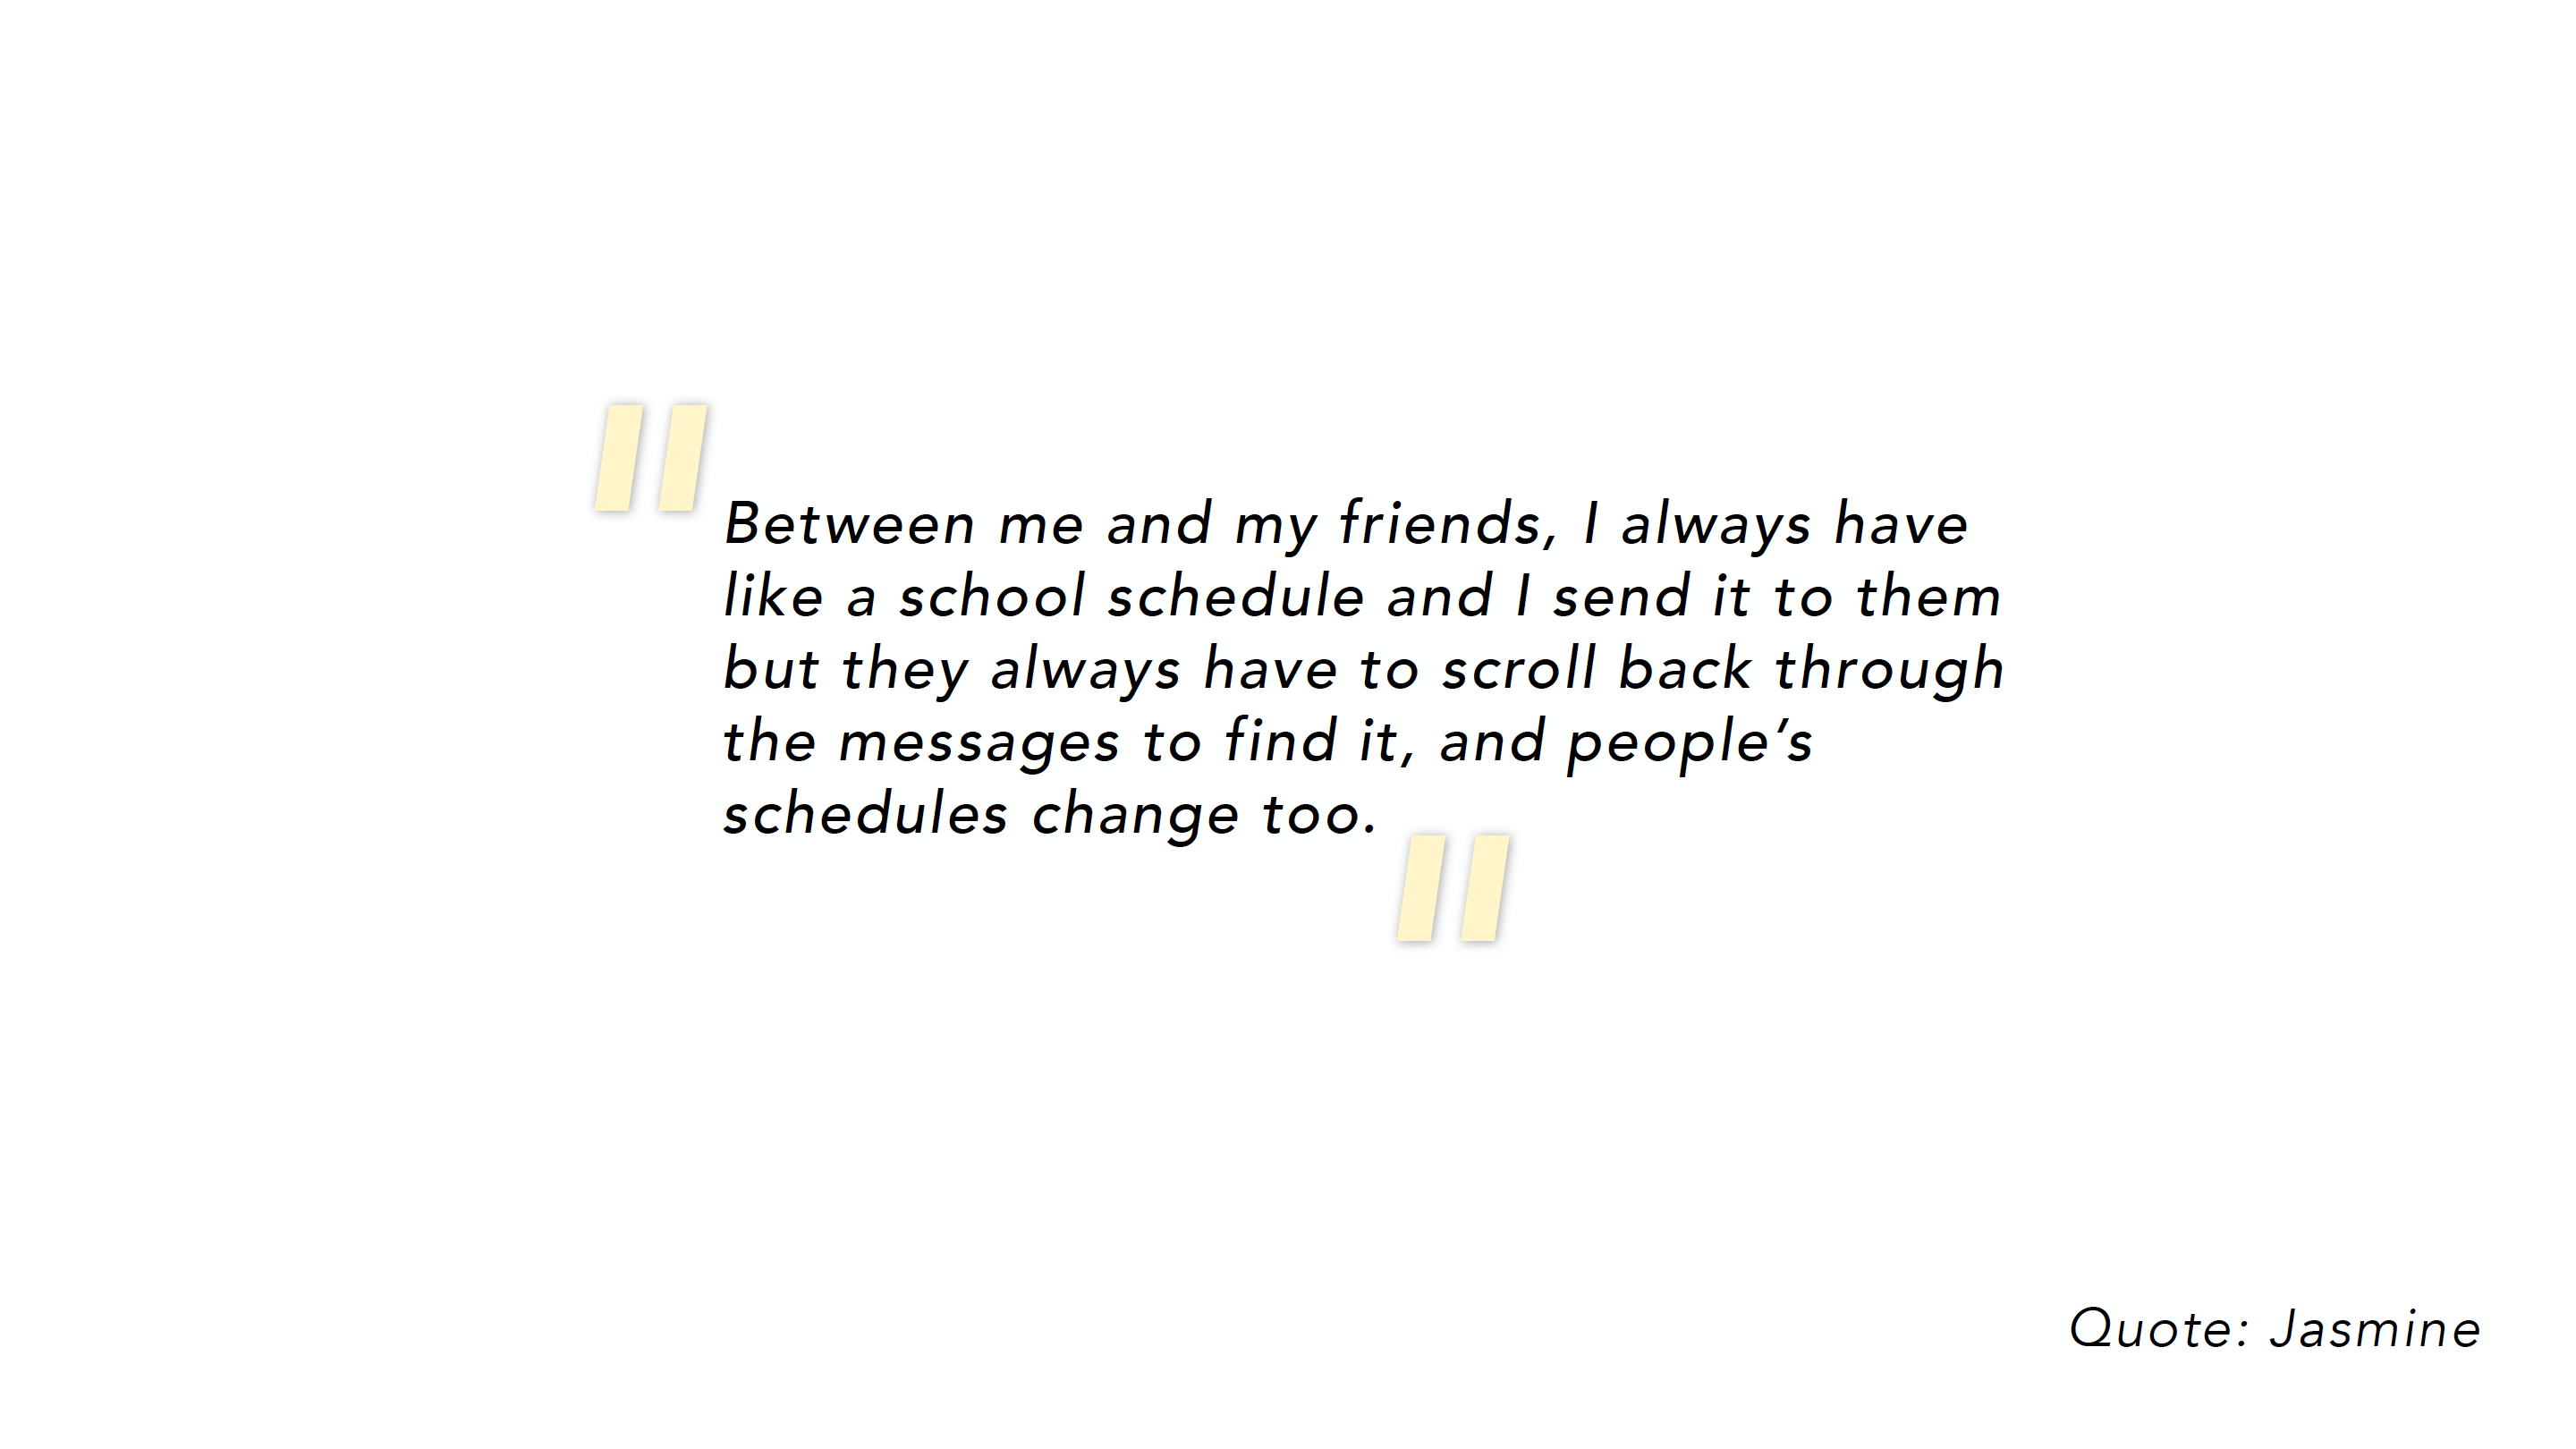 "Between me and my friends, I always have
like a school schedule and I send it to them
but they always have to scroll back through
the messages to find it, and people’s
schedules change too."
Quote: Jasmine